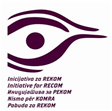 Inicijativa za REKOM
Initiative for RECOM
Иницијатива за РЕКОМ
Nisma për KOMRA
Pobuda za REKOM